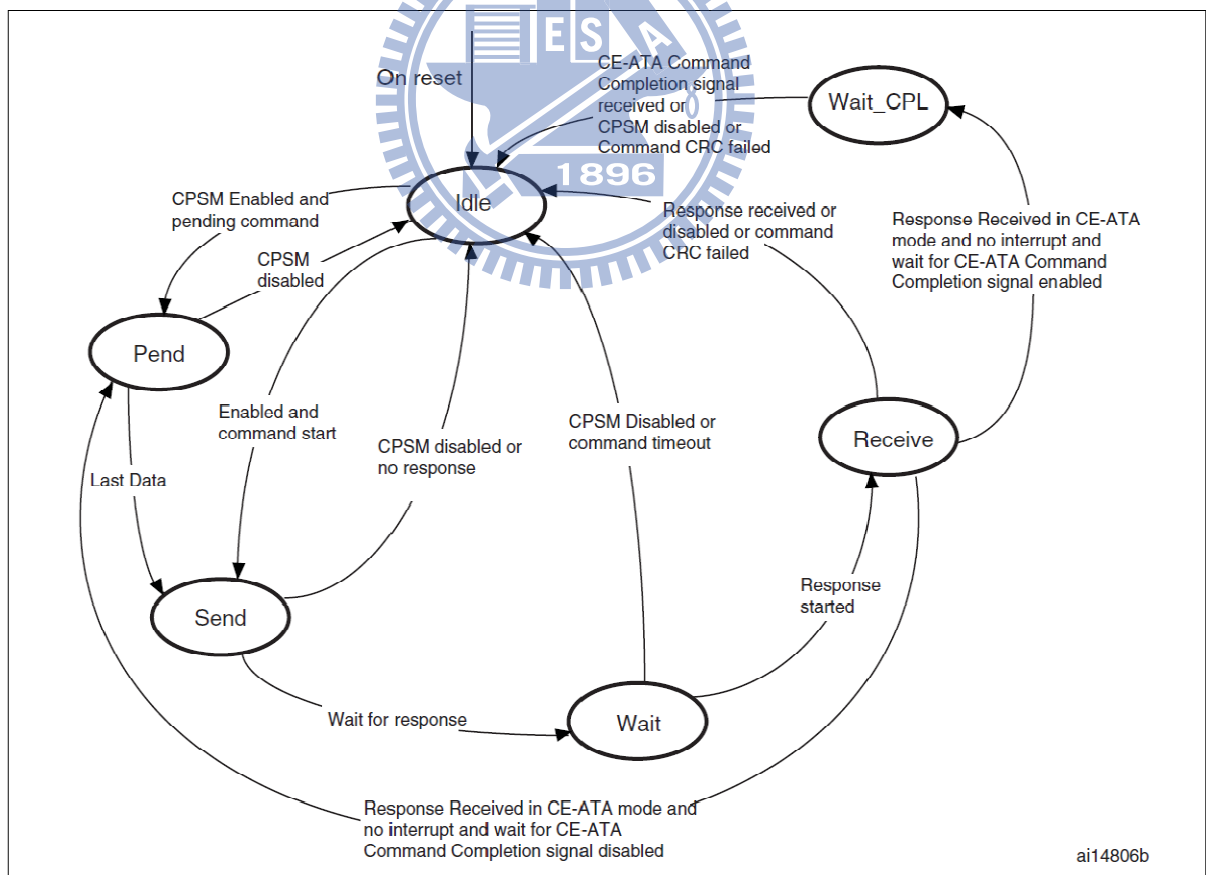 ES A
1896
On reset
CE-ATA Command
Completion signal
received or
CPSM disabled or
Command CRC failed
Wait_CPL
Idle
CPSM Enabled and
pending command
CPSM
disabled
Response received or
disabled or command
CRC failed
Response Received in CE-ATA
mode and no interrupt and
wait for CE-ATA Command
Completion signal enabled
Pend
Enabled and
command start
CPSM disabled or
no response
CPSM Disabled or
command timeout
Receive
Last Data
Send
Response
started
Wait for response
Wait
Response Received in CE-ATA mode and
no interrupt and wait for CE-ATA
Command Completion signal disabled
ai14806b